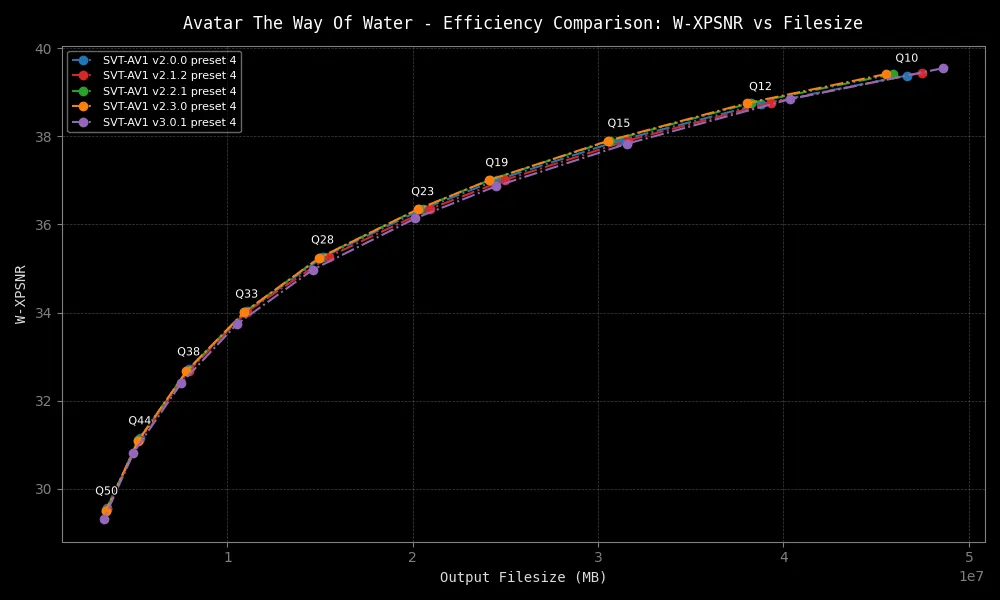 Avatar The Way Of Water - Efficiency Comparison: W-XPSNR vs Filesize
SVT-AV1 v2.0.0 preset 4
SVT-AV1 v2.1.2 preset 4
SVT-AV1 v2.2.1 preset 4
SVT-AV1 v2.3.0 preset 4
SVT-AV1 v3.0.1 preset 4
40
38
36
34
32
30
W-XPSNR
Q10
Q12
Q15
Q19
Q23
Q28
Q33
Q38
Q44
Q50
1
2
3
4
5
1e7
Output Filesize (MB)